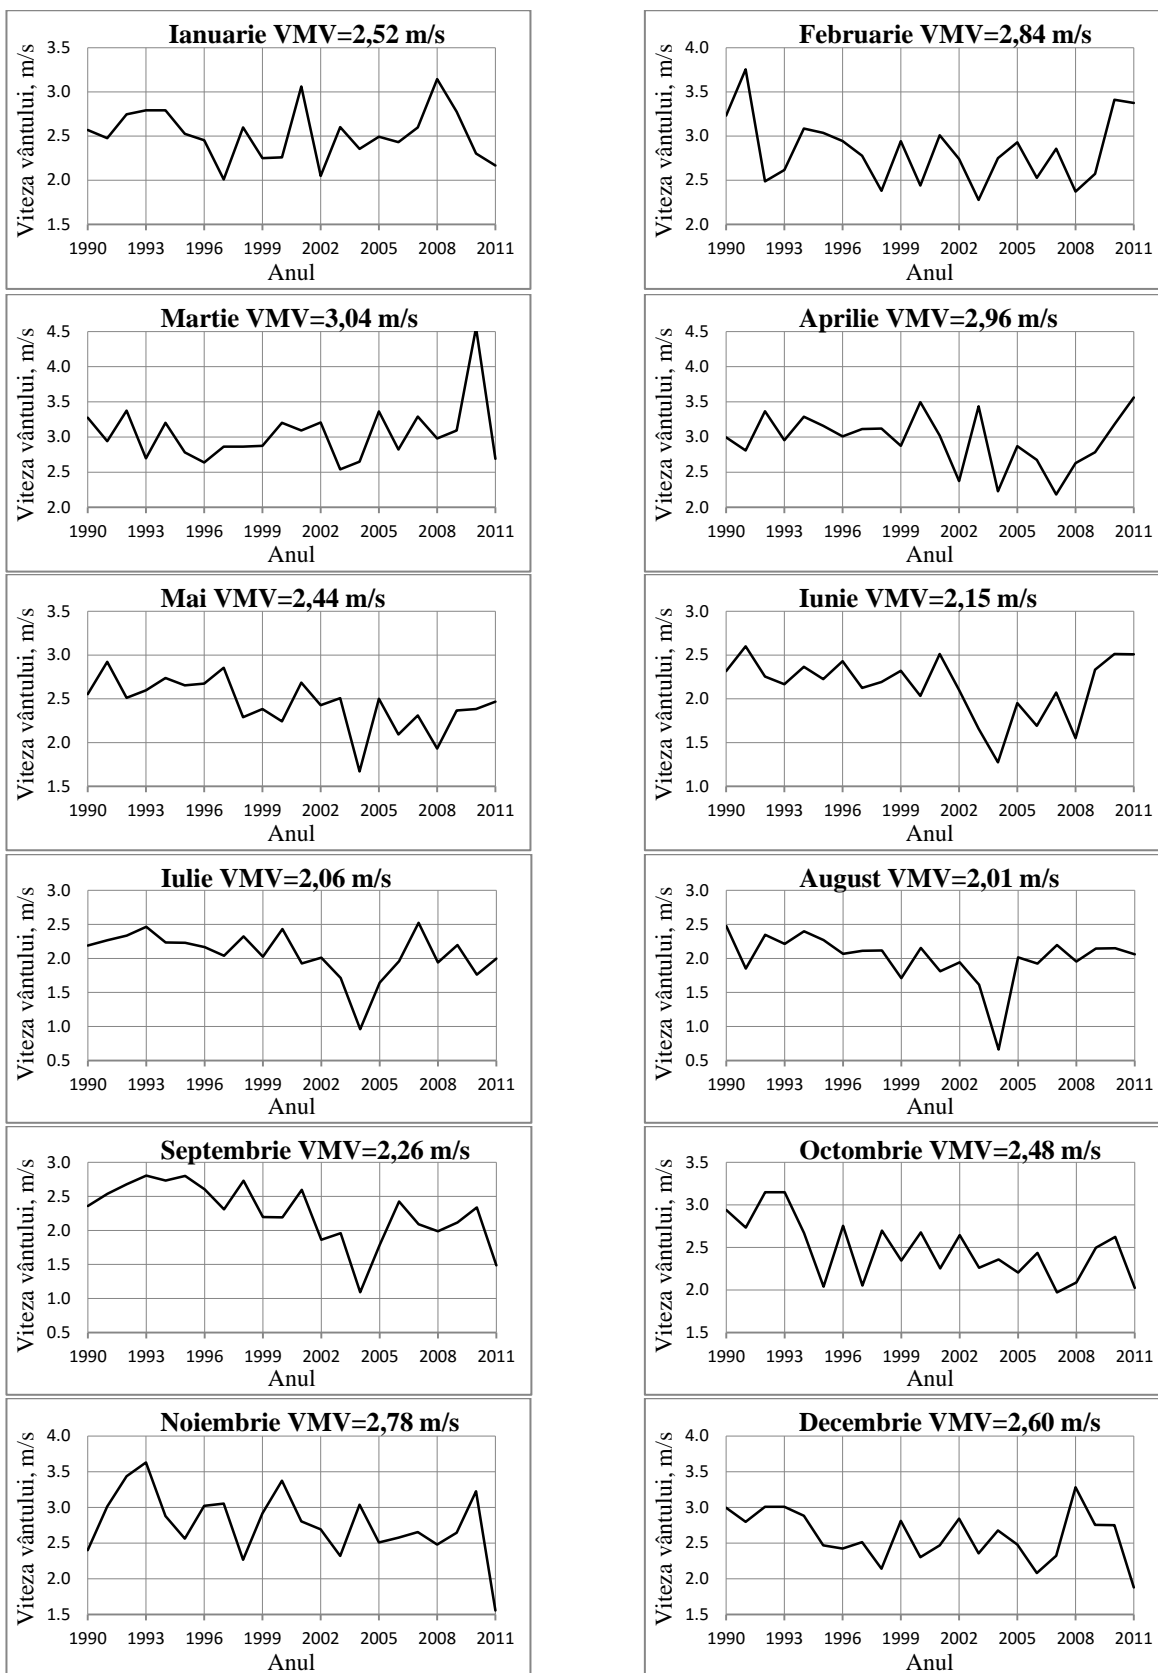 Ianuarie VMV=2,52 m/s
Viteza vântului, m/s
3.5
3.0
2.5
2.0
1.5
1990 1993 1996 1999 2002 2005 2008 2011
Anul
Februarie VMV=2,84 m/s
Viteza vântului, m/s
4.0
3.5
3.0
2.5
2.0
1990 1993 1996 1999 2002 2005 2008 2011
Anul
Martie VMV=3,04 m/s
Viteza vântului, m/s
4.5
4.0
3.5
3.0
2.5
2.0
1990 1993 1996 1999 2002 2005 2008 2011
Anul
Aprilie VMV=2,96 m/s
Viteza vântului, m/s
4.5
4.0
3.5
3.0
2.5
2.0
1990 1993 1996 1999 2002 2005 2008 2011
Anul
Mai VMV=2,44 m/s
Viteza vântului, m/s
3.5
3.0
2.5
2.0
1.5
1990 1993 1996 1999 2002 2005 2008 2011
Anul
Iunie VMV=2,15 m/s
Viteza vântului, m/s
3.0
2.5
2.0
1.5
1.0
1990 1993 1996 1999 2002 2005 2008 2011
Anul
Iulie VMV=2,06 m/s
Viteza vântului, m/s
3.0
2.5
2.0
1.5
1.0
0.5
1990 1993 1996 1999 2002 2005 2008 2011
Anul
August VMV=2,01 m/s
Viteza vântului, m/s
3.0
2.5
2.0
1.5
1.0
0.5
1990 1993 1996 1999 2002 2005 2008 2011
Anul
Septembrie VMV=2,26 m/s
Viteza vântului, m/s
3.0
2.5
2.0
1.5
1.0
0.5
1990 1993 1996 1999 2002 2005 2008 2011
Anul
Octombrie VMV=2,48 m/s
Viteza vântului, m/s
3.5
3.0
2.5
2.0
1.5
1990 1993 1996 1999 2002 2005 2008 2011
Anul
Noiembrie VMV=2,78 m/s
Viteza vântului, m/s
4.0
3.5
3.0
2.5
2.0
1.5
1990 1993 1996 1999 2002 2005 2008 2011
Anul
Decembrie VMV=2,60 m/s
Viteza vântului, m/s
4.0
3.5
3.0
2.5
2.0
1.5
1990 1993 1996 1999 2002 2005 2008 2011
Anul